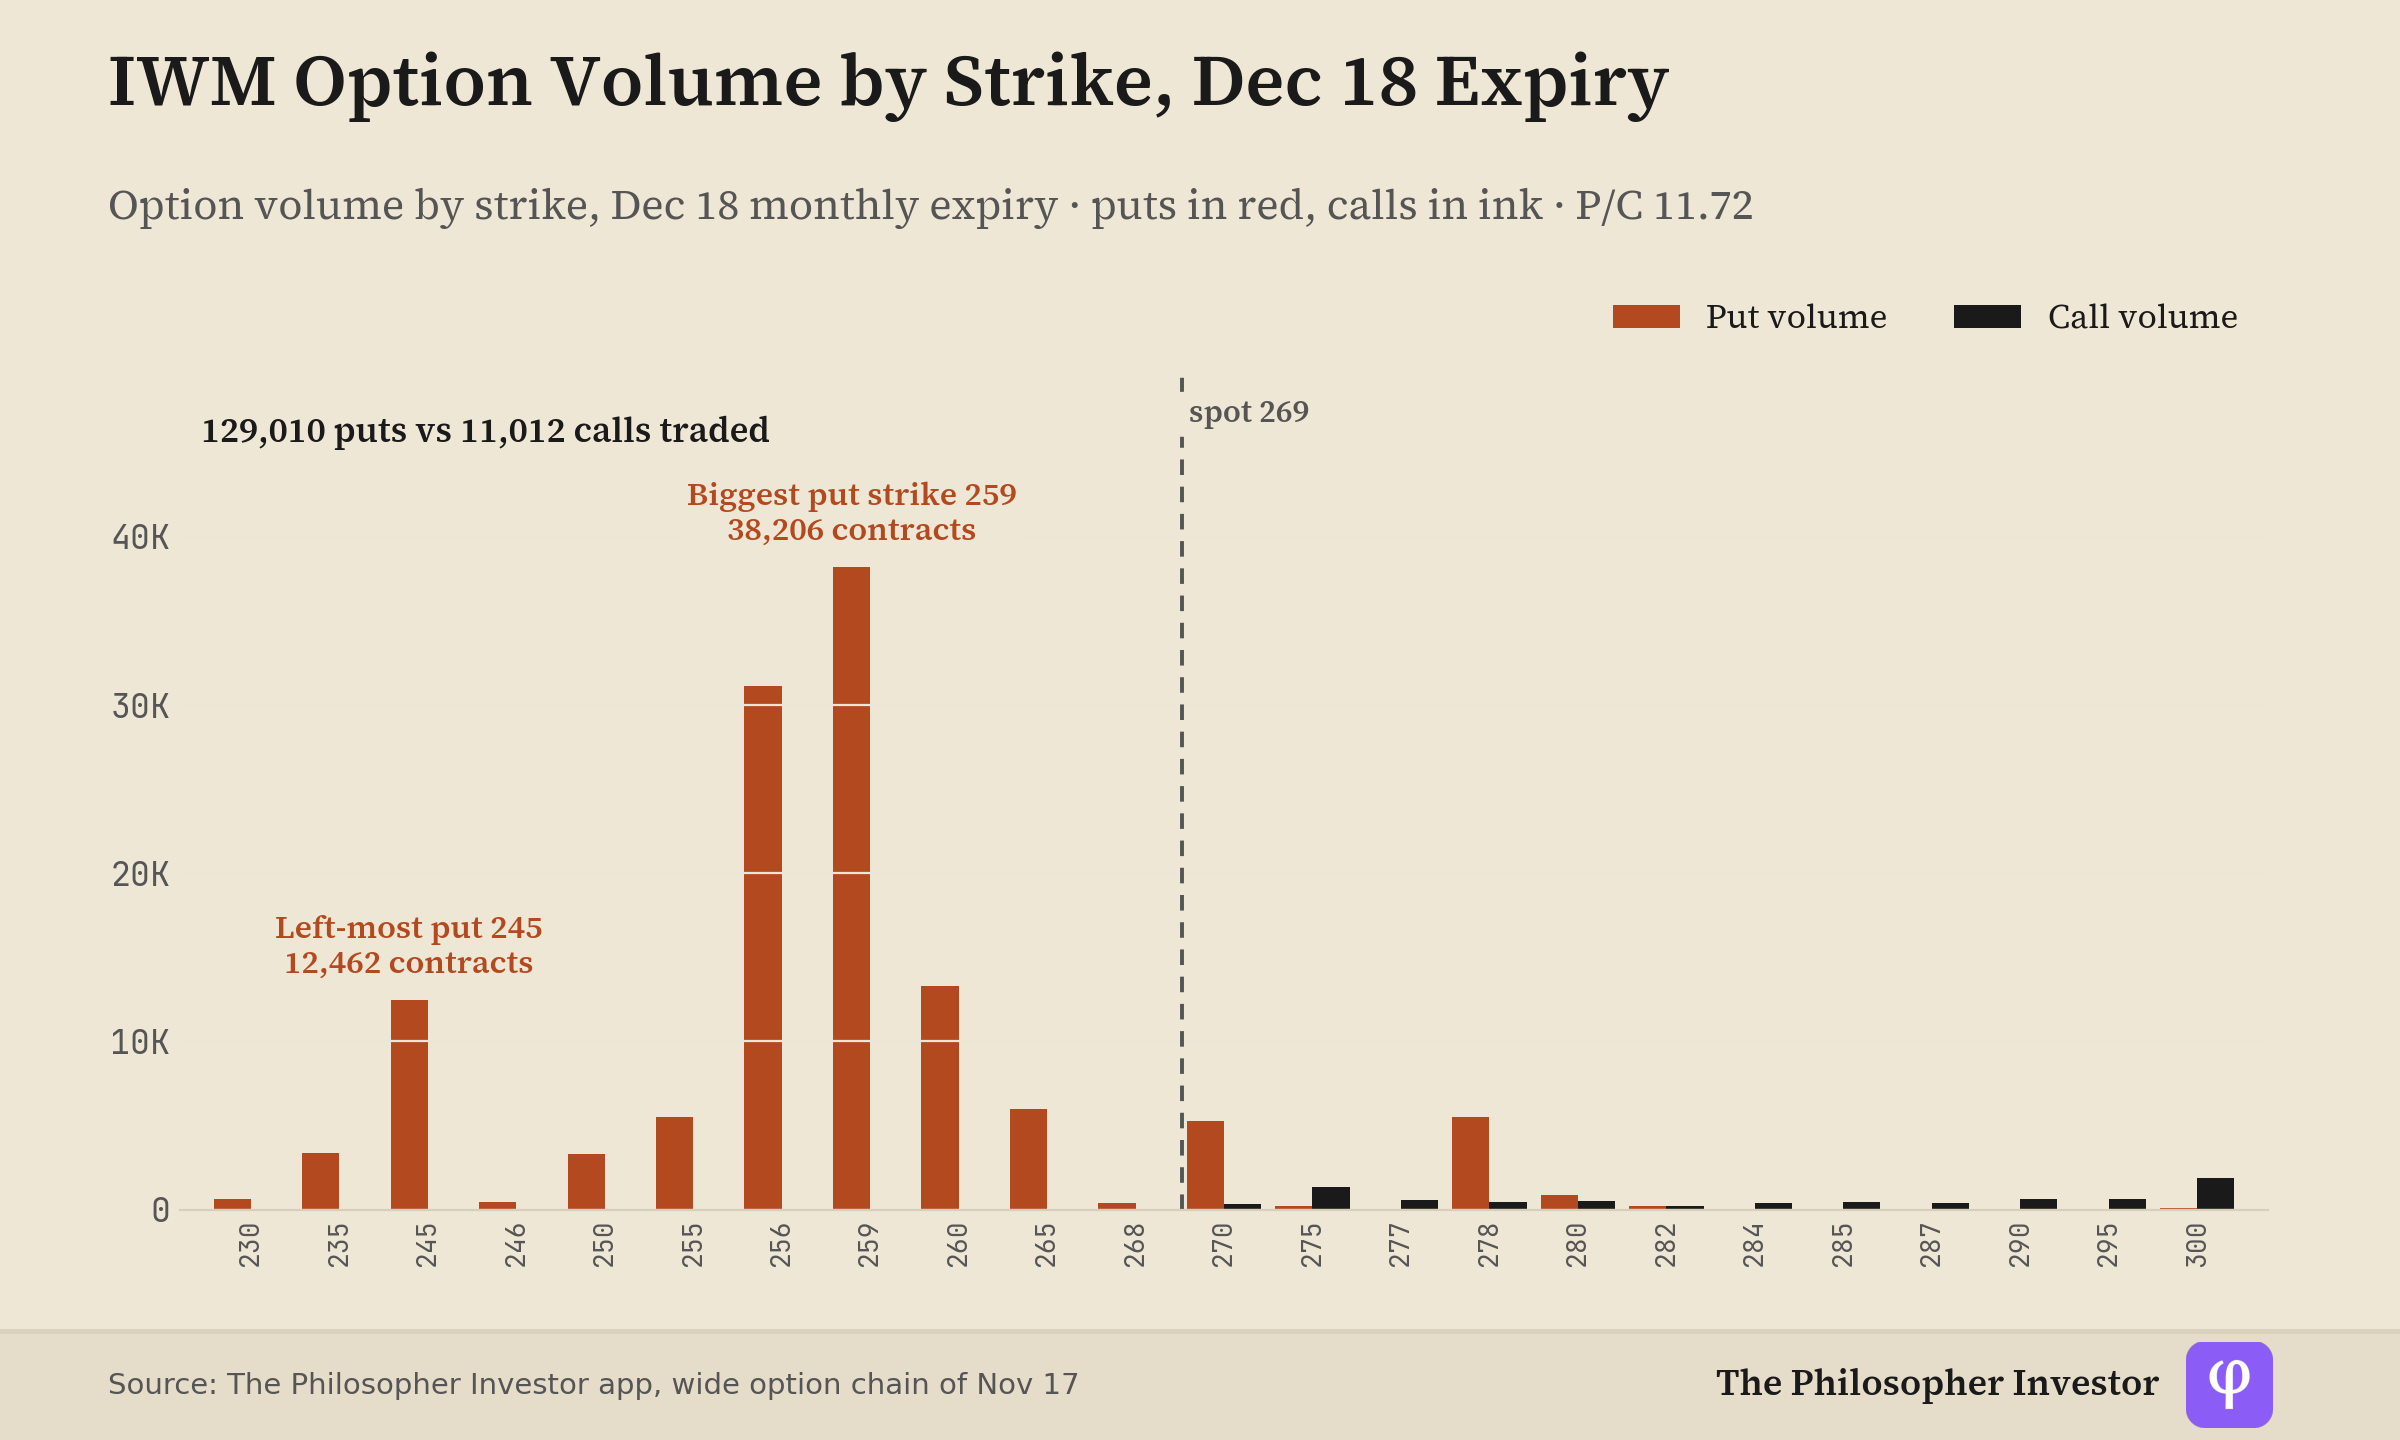 IWM Option Volume by Strike, Dec 18 Expiry
Option volume by strike, Dec 18 monthly expiry · puts in red, calls in ink · P/C 11.72
Put volume
Call volume
spot 269
129,010 puts vs 11,012 calls traded
Biggest put strike 259
38,206 contracts
Left-most put 245
12,462 contracts
40K
30K
20K
10K
0
230
235
245
246
250
255
256
259
260
265
268
270
275
277
278
280
282
284
285
287
290
295
300
Source: The Philosopher Investor app, wide option chain of Nov 17
The Philosopher Investor
φ